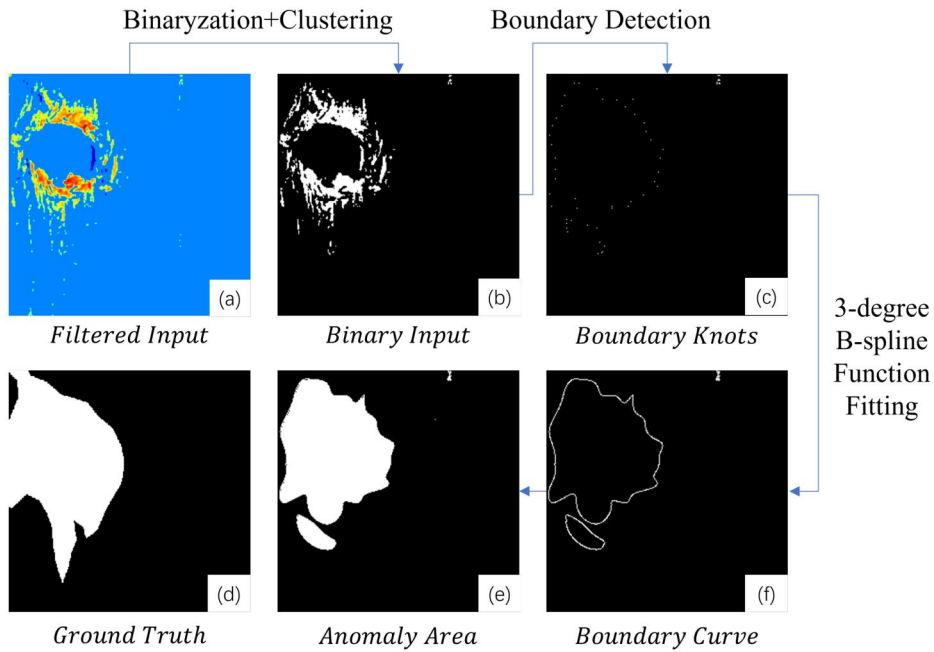 Binaryzation+Clustering
Boundary Detection
(a)
(b)
(c)
Filtered Input
Binary Input
Boundary Knots
3-degree
B-spline
Function
Fitting
(d)
(e)
(f)
Ground Truth
Anomaly Area
Boundary Curve